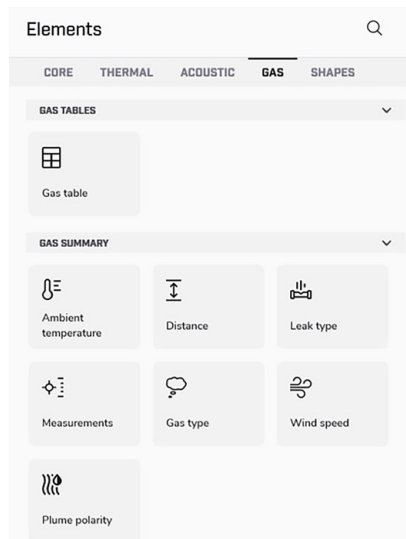 Elements
CORE THERMAL ACOUSTIC GAS SHAPES
GAS TABLES
Gas table
GAS SUMMARY
Ambient
temperature
Distance
Leak type
Measurements
Gas type
Wind speed
Plume polarity